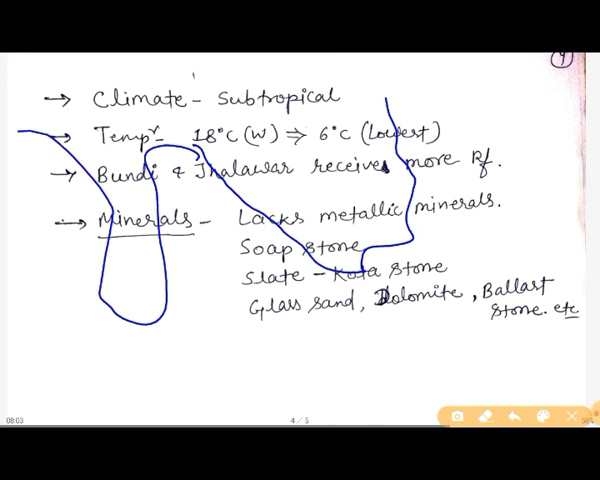 (9)
→ Climate - Subtropical
→ Tempr - 18°C (W) ⇒ 6°C (Lowest)
→ Bundi & Jhalawar receives more Rf.
→ Minerals - Lacks metallic minerals.
Soap stone
Slate - Kota stone
Glass sand, Dolomite, Ballast
stone. etc
08:03
4 / 5